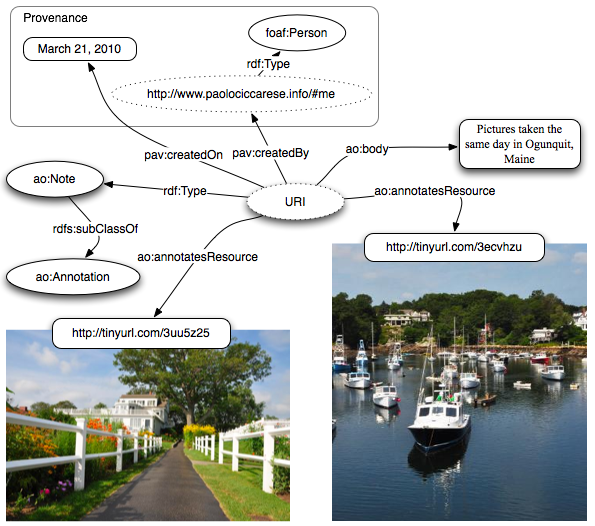 Provenance
foaf:Person
March 21, 2010
rdf:Type
http://www.paolociccarese.info/#me
pav:createdOn
pav:createdBy
ao:body
Pictures taken the
same day in Ogunquit,
Maine
ao:Note
rdf:Type
URI
ao:annotatesResource
rdfs:subClassOf
ao:annotatesResource
http://tinyurl.com/3ecvhzu
ao:Annotation
http://tinyurl.com/3uu5z25